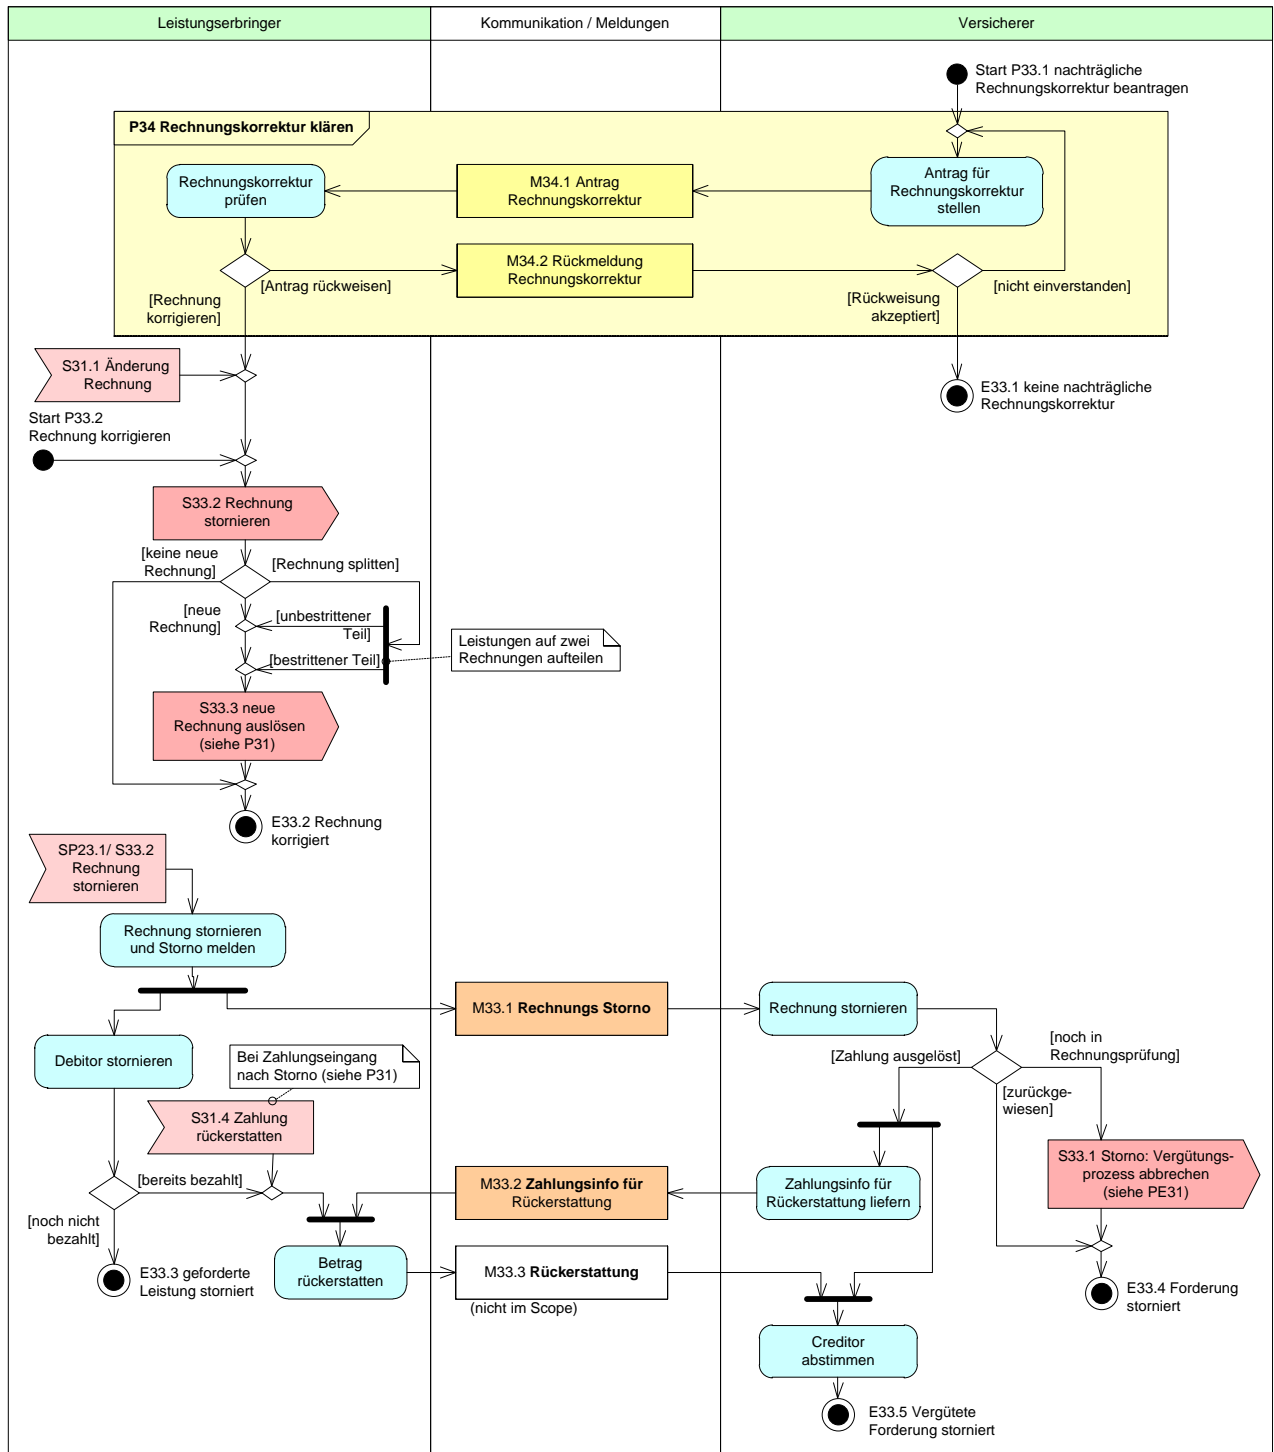 Leistungserbringer
Kommunikation / Meldungen
Versicherer
Start P33.1 nachträgliche
Rechnungskorrektur beantragen
P34 Rechnungskorrektur klären
Rechnungskorrektur
prüfen
M34.1 Antrag
Rechnungskorrektur
Antrag für
Rechnungskorrektur
stellen
M34.2 Rückmeldung
Rechnungskorrektur
[Antrag rückweisen]
[nicht einverstanden]
[Rechnung
korrigieren]
[Rückweisung
akzeptiert]
S31.1 Änderung
Rechnung
E33.1 keine nachträgliche
Rechnungskorrektur
Start P33.2
Rechnung korrigieren
S33.2 Rechnung
stornieren
[keine neue
Rechnung]
[Rechnung splitten]
[neue
Rechnung]
[unbestrittener
Teil]
[bestrittener Teil]
Leistungen auf zwei
Rechnungen aufteilen
S33.3 neue
Rechnung auslösen
(siehe P31)
E33.2 Rechnung
korrigiert
SP23.1/ S33.2
Rechnung
stornieren
Rechnung stornieren
und Storno melden
M33.1 Rechnungs Storno
Rechnung stornieren
Debitor stornieren
Bei Zahlungseingang
nach Storno (siehe P31)
[Zahlung ausgelöst]
[noch in
Rechnungsprüfung]
[zurückge-
wiesen]
S31.4 Zahlung
rückerstatten
S33.1 Storno: Vergütungs-
prozess abbrechen
(siehe PE31)
[bereits bezahlt]
M33.2 Zahlungsinfo für
Rückerstattung
Zahlungsinfo für
Rückerstattung liefern
[noch nicht
bezahlt]
E33.3 geforderte
Leistung storniert
Betrag
rückerstatten
M33.3 Rückerstattung
(nicht im Scope)
E33.4 Forderung
storniert
Creditor
abstimmen
E33.5 Vergütete
Forderung storniert